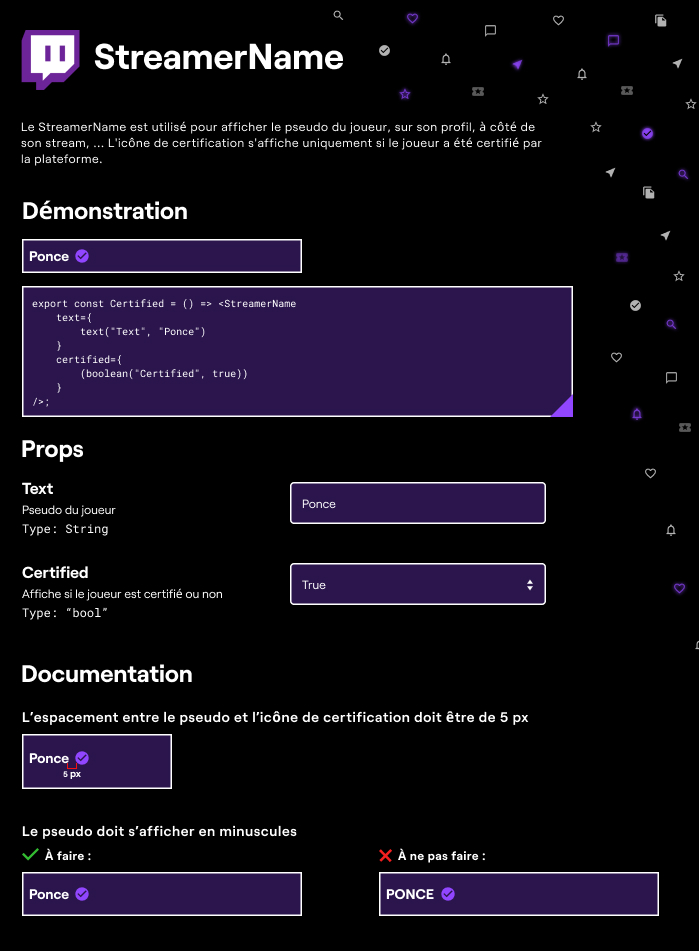 StreamerName
Le StreamerName est utilisé pour afficher le pseudo du joueur, sur son profil, à côté de
son stream, ... L'icône de certification s'affiche uniquement si le joueur a été certifié par
la plateforme.
Démonstration
Ponce
export const Certified = () => <StreamerName
    text={
        text("Text", "Ponce")
    }
    certified={
        (boolean("Certified", true))
    }
/>;
Props
Text
Pseudo du joueur
Type: String
Ponce
Certified
Affiche si le joueur est certifié ou non
Type: “bool”
True
Documentation
L’espacement entre le pseudo et l’icône de certification doit être de 5 px
Ponce
5 px
Le pseudo doit s’afficher en minuscules
À faire :
Ponce
À ne pas faire :
PONCE